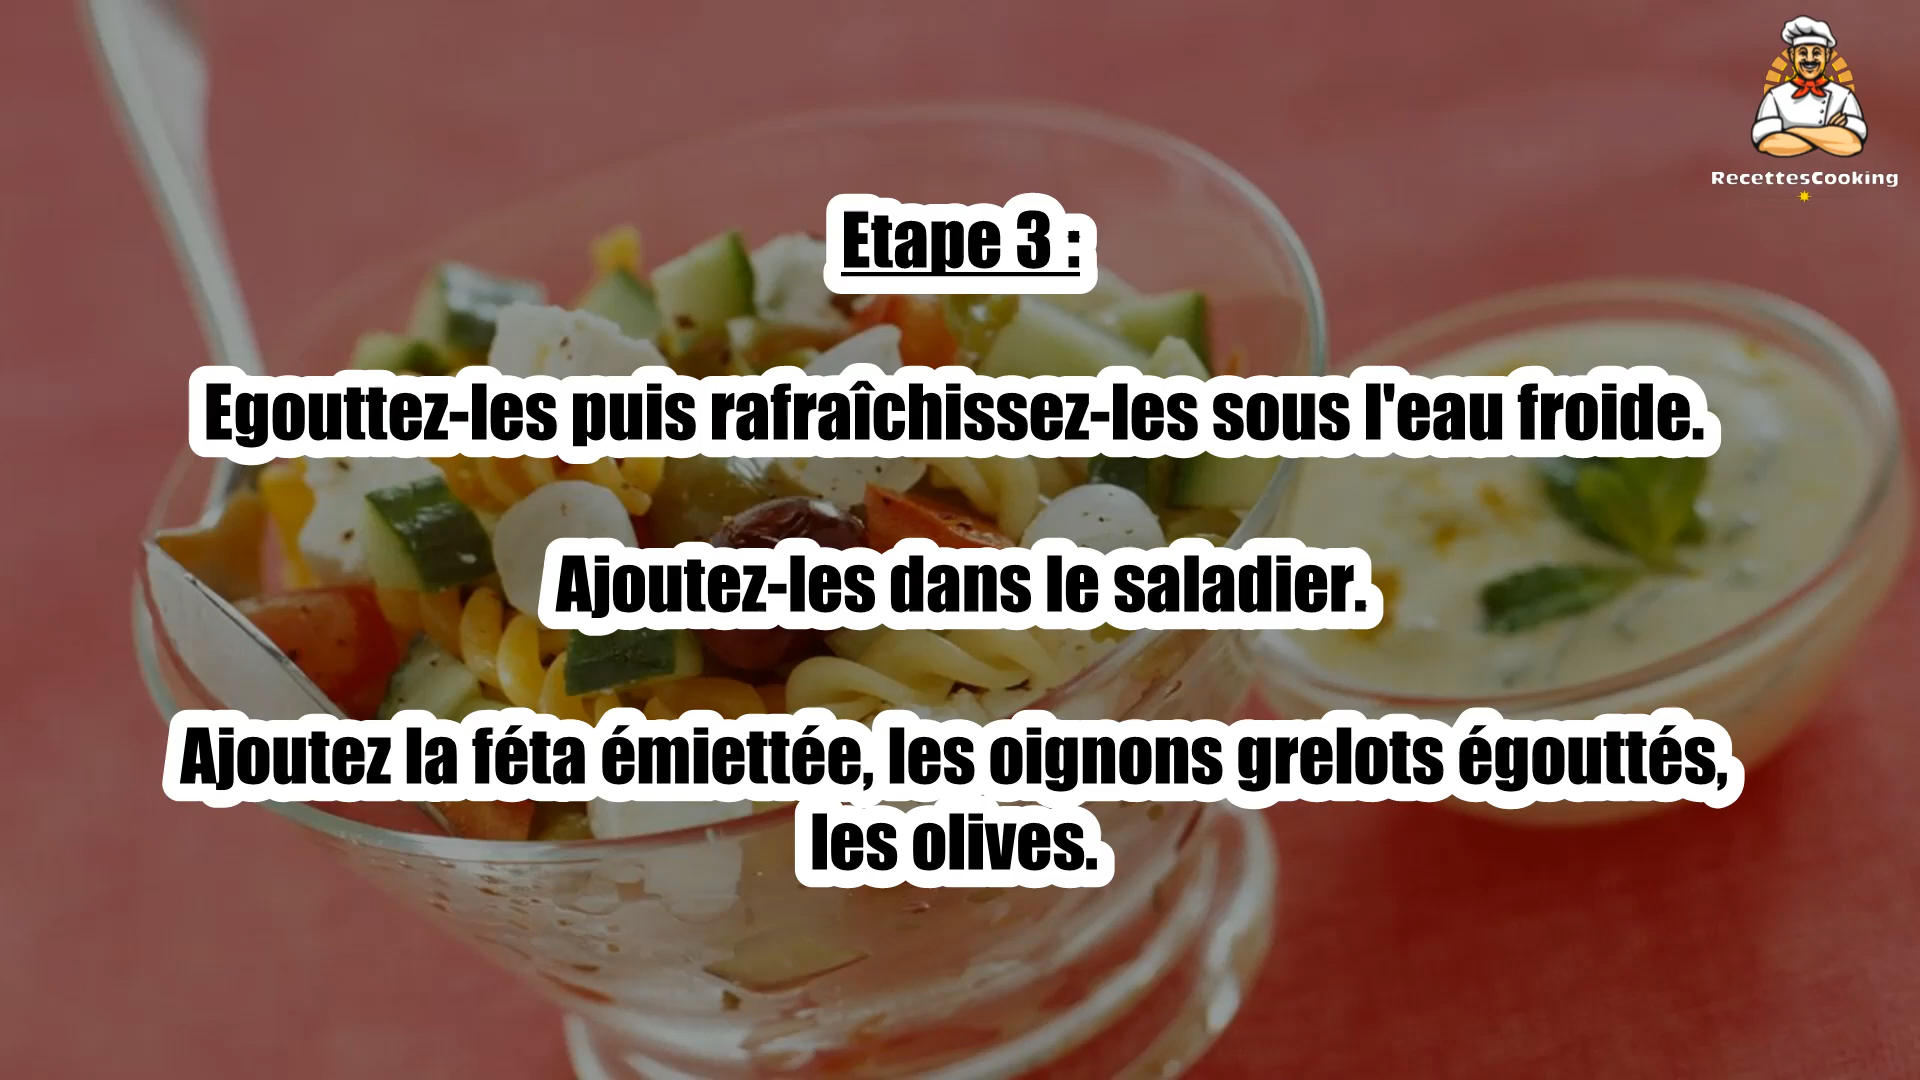 RecettesCooking
Etape 3 :
Egouttez-les puis rafraîchissez-les sous l'eau froide.
Ajoutez-les dans le saladier.
Ajoutez la féta émiettée, les oignons grelots égouttés,
les olives.